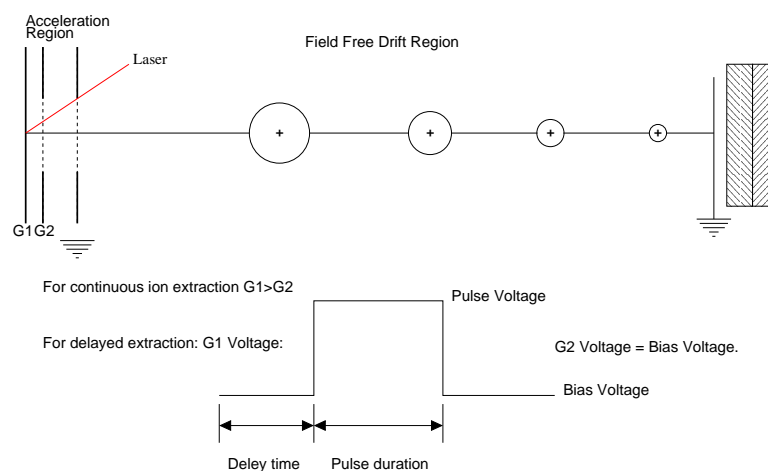 Acceleration
Region
Field Free Drift Region
Laser
G1G2
For continuous ion extraction G1>G2
Pulse Voltage
For delayed extraction: G1 Voltage:
G2 Voltage = Bias Voltage.
Bias Voltage
Deley time
Pulse duration